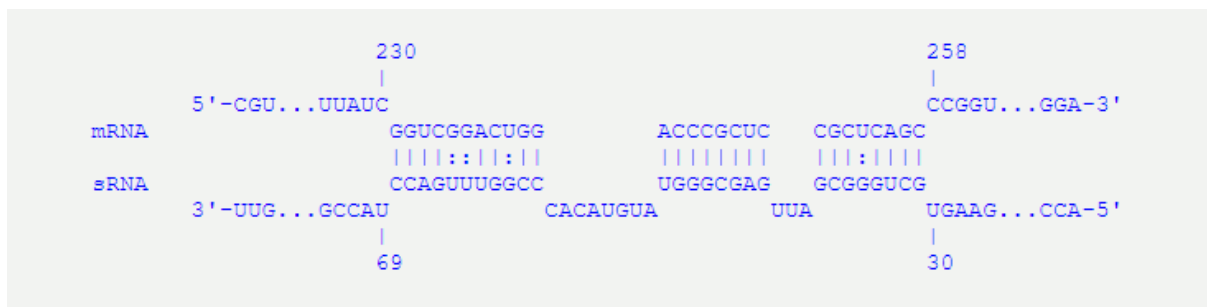 230 258
| |
5'-CGU...UUAUC CCGGU...GGA-3'
mRNA GGUCGGACUGG ACCCGCUC CGCUCAGC
||||::||:|| |||||||| |||:||||
sRNA CCAGUUUGGCC UGGGCGAG GCGGGUCG
3'-UUG...GCCAU CACAUGUA UUA UGAAG...CCA-5'
| |
69 30